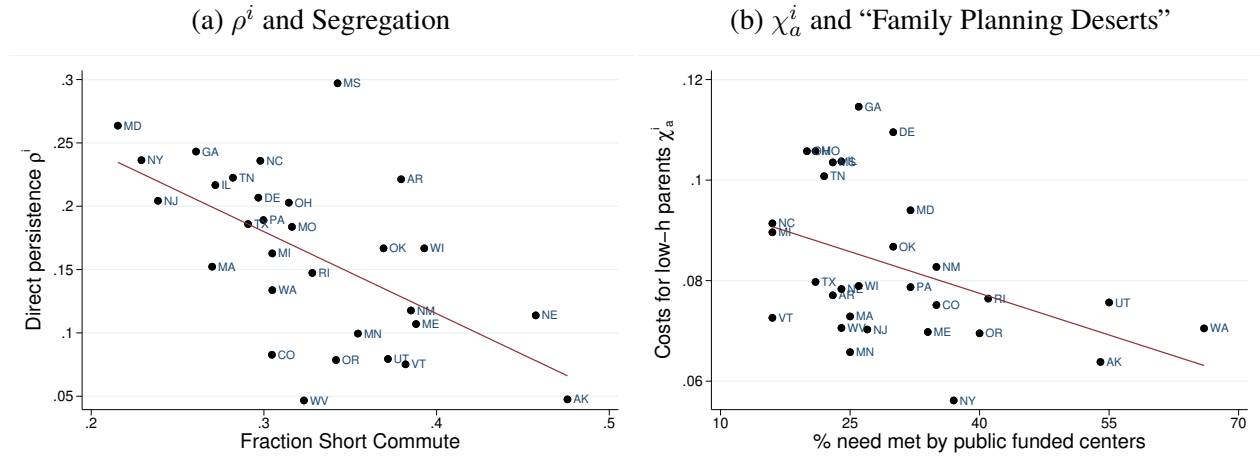 (a) ρ^i and Segregation
.3
.25
.2
.15
.1
.05
Direct persistence ρ^i
MS
MD
GA
NY
NC
TN
AR
IL
NJ
DE
OH
PA
TX
MO
OK
WI
MI
MA
RI
WA
NM
NE
ME
MN
CO
OR
UT
VT
WV
AK
.2
.3
.4
.5
Fraction Short Commute
(b) χ_a^i and “Family Planning Deserts”
.12
.1
.08
.06
Costs for low−h parents χ_a^i
GA
DE
MO
IL
TN
MD
NC
MI
OK
NM
TX
NE
WI
AR
PA
RI
CO
UT
VT
MA
WV
NJ
ME
OR
WA
MN
AK
NY
10
25
40
55
70
% need met by public funded centers